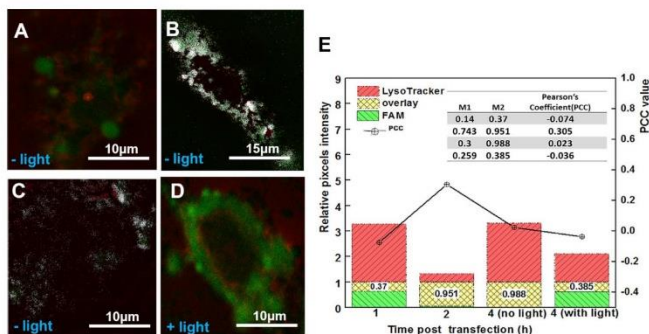 A
- light
10µm
B
- light
15µm
C
- light
10µm
D
+ light
10µm
E
Relative pixcels intensity
9
8
7
6
5
4
3
2
1
0
LysoTracker
overlay
FAM
PCC
M1 M2 Pearson's Coefficient(PCC)
0.14 0.37 -0.074
0.743 0.951 0.305
0.3 0.988 0.023
0.259 0.385 -0.036
0.37
0.951
0.988
0.385
1 2 4 (no light) 4 (with light)
Time post transfection (h)
1.0
0.8
0.6
0.4
0.2
0.0
-0.2
-0.4
PCC value